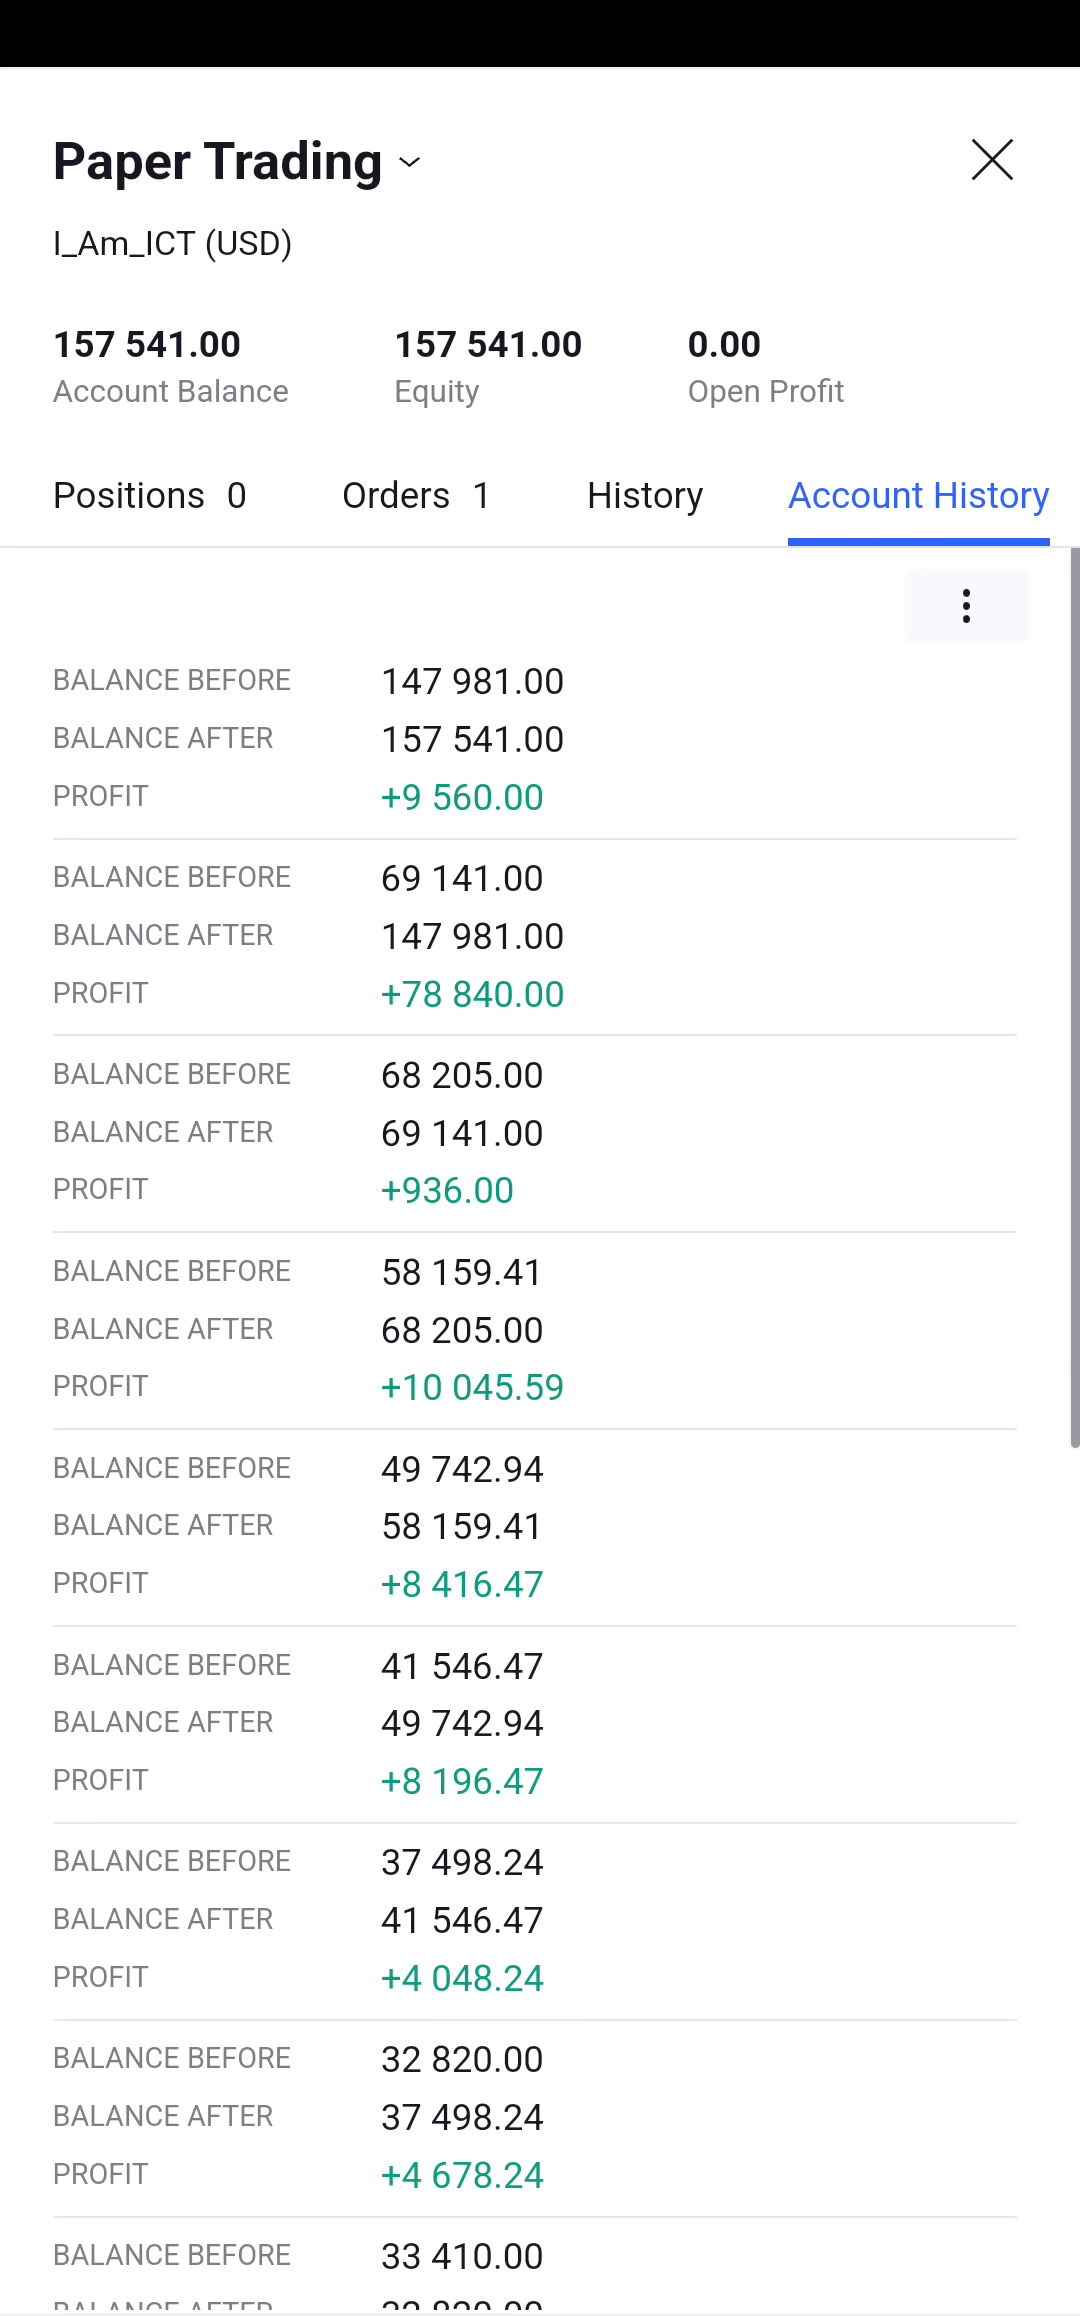 Paper Trading
I_Am_ICT (USD)
157 541.00 157 541.00 0.00
Account Balance Equity Open Profit
Positions 0 Orders 1 History Account History
BALANCE BEFORE 147 981.00
BALANCE AFTER 157 541.00
PROFIT +9 560.00
BALANCE BEFORE 69 141.00
BALANCE AFTER 147 981.00
PROFIT +78 840.00
BALANCE BEFORE 68 205.00
BALANCE AFTER 69 141.00
PROFIT +936.00
BALANCE BEFORE 58 159.41
BALANCE AFTER 68 205.00
PROFIT +10 045.59
BALANCE BEFORE 49 742.94
BALANCE AFTER 58 159.41
PROFIT +8 416.47
BALANCE BEFORE 41 546.47
BALANCE AFTER 49 742.94
PROFIT +8 196.47
BALANCE BEFORE 37 498.24
BALANCE AFTER 41 546.47
PROFIT +4 048.24
BALANCE BEFORE 32 820.00
BALANCE AFTER 37 498.24
PROFIT +4 678.24
BALANCE BEFORE 33 410.00
BALANCE AFTER